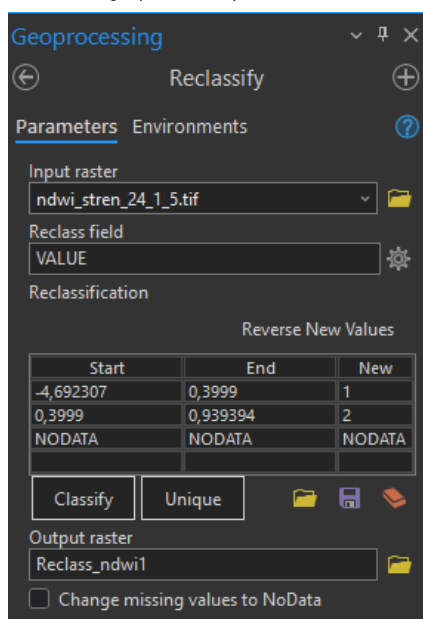 Geoprocessing
Reclassify
Parameters Environments
Input raster
ndwi_stren_24_1_5.tif
Reclass field
VALUE
Reclassification
Reverse New Values
Start End New
-4,692307 0,3999 1
0,3999 0,939394 2
NODATA NODATA NODATA
Classify Unique
Output raster
Reclass_ndwi1
Change missing values to NoData